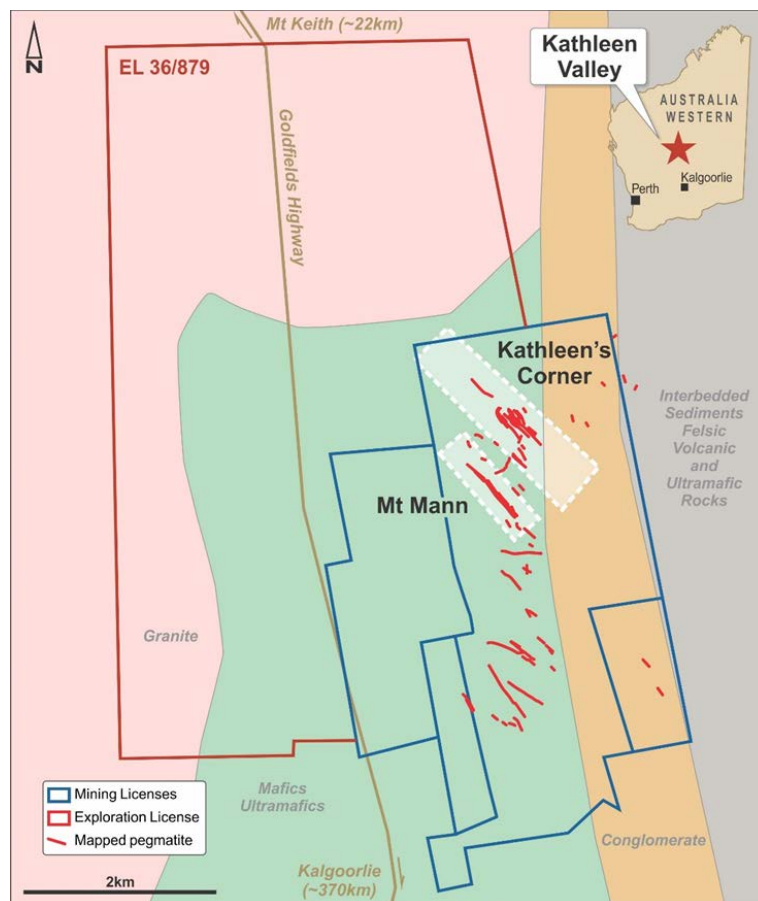 Mt Keith (~22km)
N
EL 36/879
Kathleen
Valley
AUSTRALIA
WESTERN
Kalgoorlie
Perth
Goldfields Highway
Kathleen's
Corner
Interbedded
Sediments
Felsic
Volcanic
and
Ultramafic
Rocks
Mt Mann
Granite
Mafics
Ultramafics
Mining Licenses
Exploration License
Mapped pegmatite
Conglomerate
Kalgoorlie
(~370km)
2km